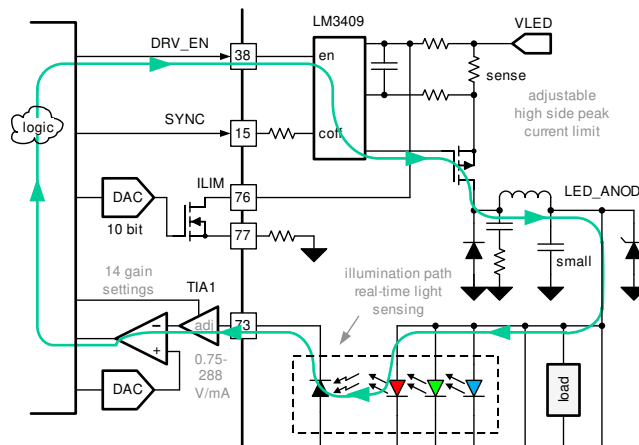 LM3409
VLED
DRV_EN
38
en
sense
logic
adjustable
high side peak
current limit
SYNC
15
coff
DAC
10 bit
ILIM
76
77
LED_ANOD
small
14 gain
settings
TIA1
illumination path
real-time light
sensing
73
adj
−
+
0.75-
288
V/mA
DAC
load